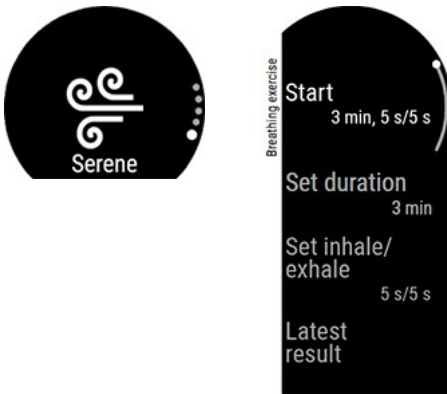 Serene
Breathing exercise
Start
3 min, 5 s/5 s
Set duration
3 min
Set inhale/
exhale
5 s/5 s
Latest
result